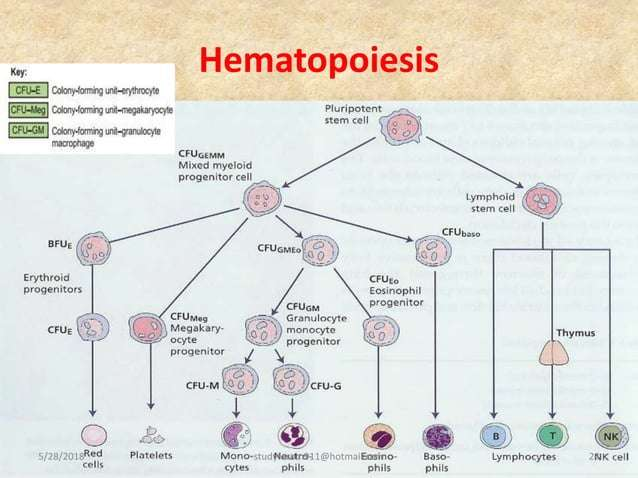 Hematopoiesis
Key:
CFU–E Colony-forming unit–erythrocyte
CFU–Meg Colony-forming unit–megakaryocyte
CFU–GM Colony-forming unit–granulocyte
macrophage
Pluripotent
stem cell
CFUGEMM
Mixed myeloid
progenitor cell
Lymphoid
stem cell
BFUE
CFUGMEo
CFUbaso
Erythroid
progenitors
CFUEo
Eosinophil
progenitor
CFUE
CFUMeg
Megakary-
ocyte
progenitor
CFUGM
Granulocyte
monocyte
progenitor
Thymus
CFU-M
CFU-G
B
T
NK
Red
cells
Platelets
Mono-
cytes
Neutro-
phils
Eosino-
phils
Baso-
phils
Lymphocytes
NK cell
5/28/2018